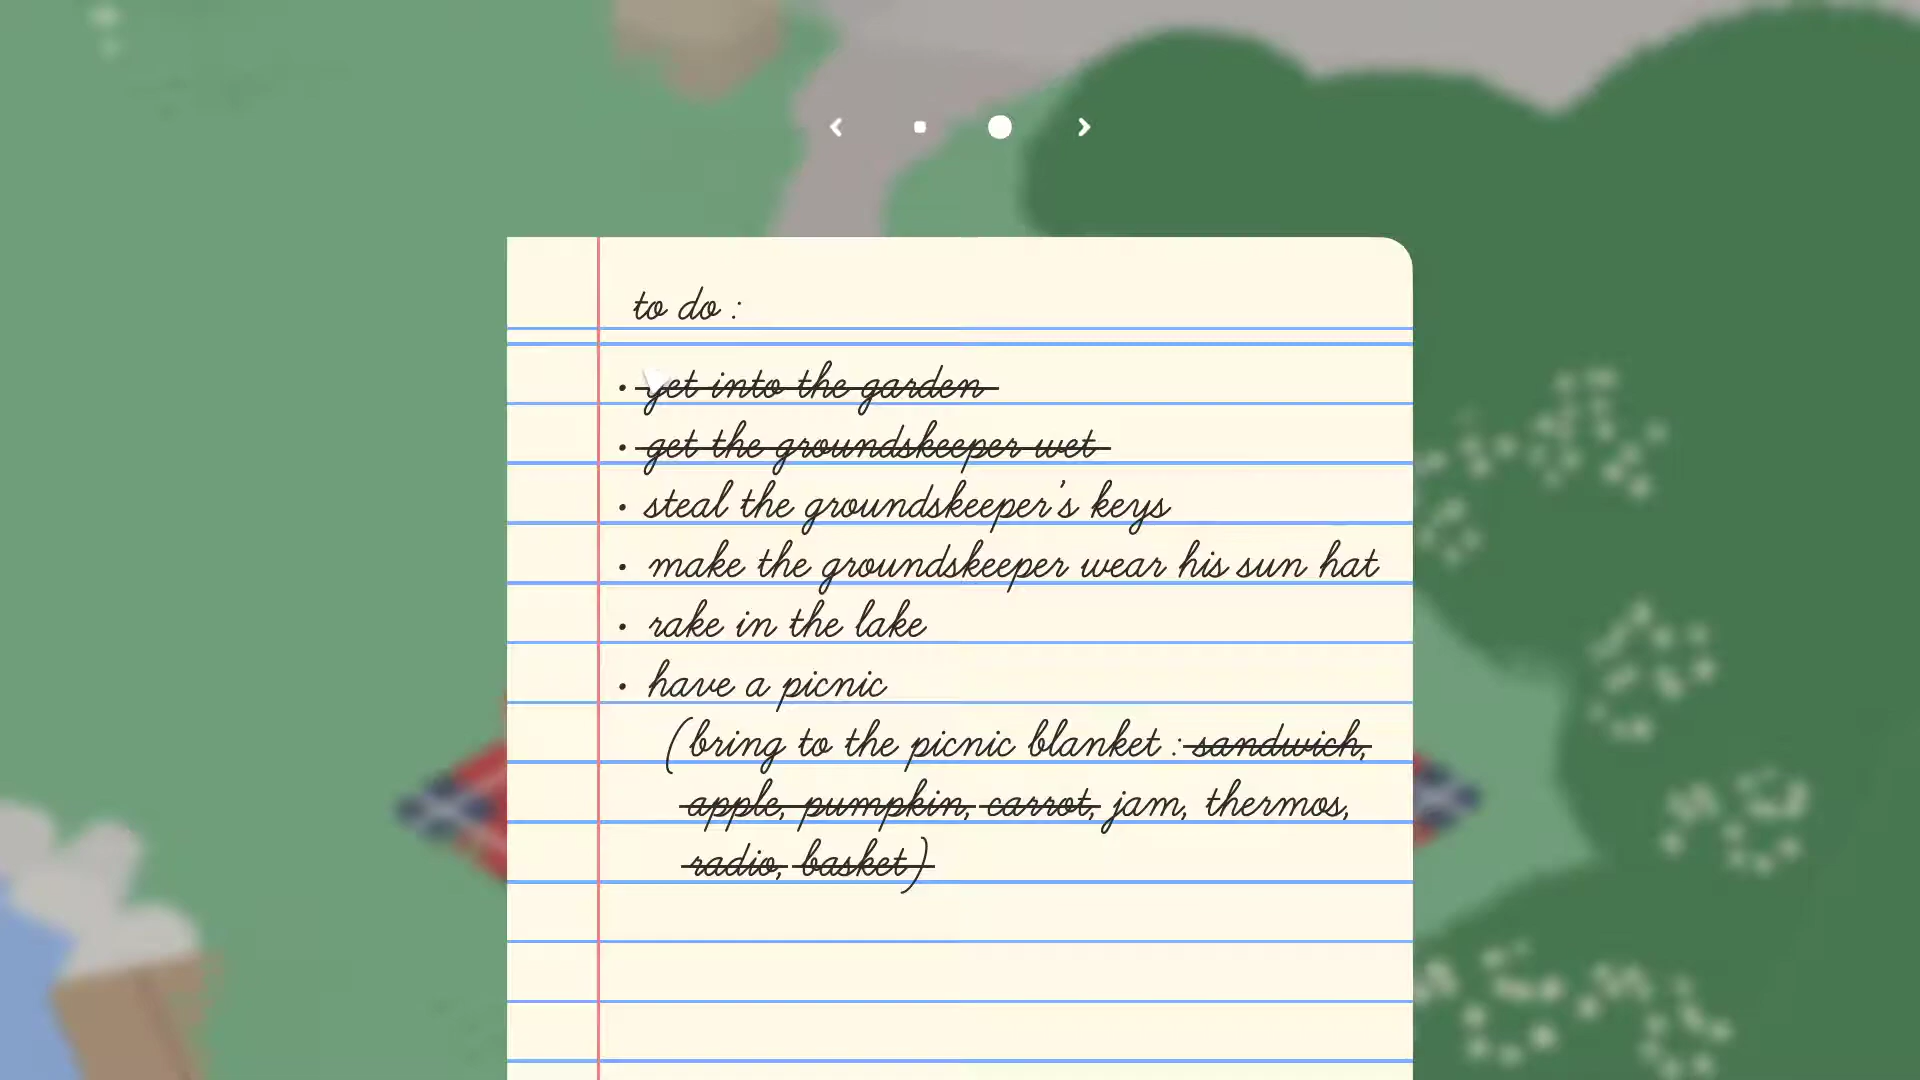 to do :
• get into the garden
• get the groundskeeper wet
• steal the groundskeeper's keys
• make the groundskeeper wear his sun hat
• rake in the lake
• have a picnic
(bring to the picnic blanket : sandwich,
apple, pumpkin, carrot, jam, thermos,
radio, basket)